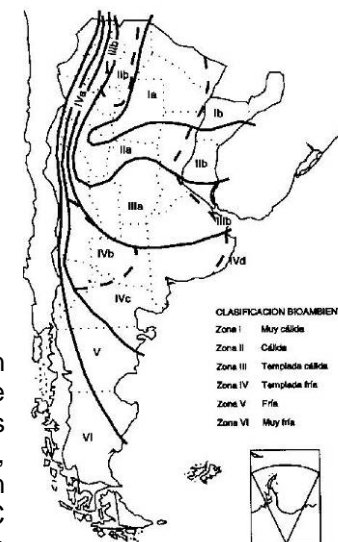 IIIb
IIb
IVa
Ia
Ib
IIa
IIb
IIIa
IIIb
IVb
IVd
IVc
CLASIFICACION BIOAMBIEN
Zona I Muy cálida
Zona II Cálida
Zona III Templada cálida
Zona IV Templada fría
Zona V Fría
Zona VI Muy fría
V
VI
n
e
s
,
n
C